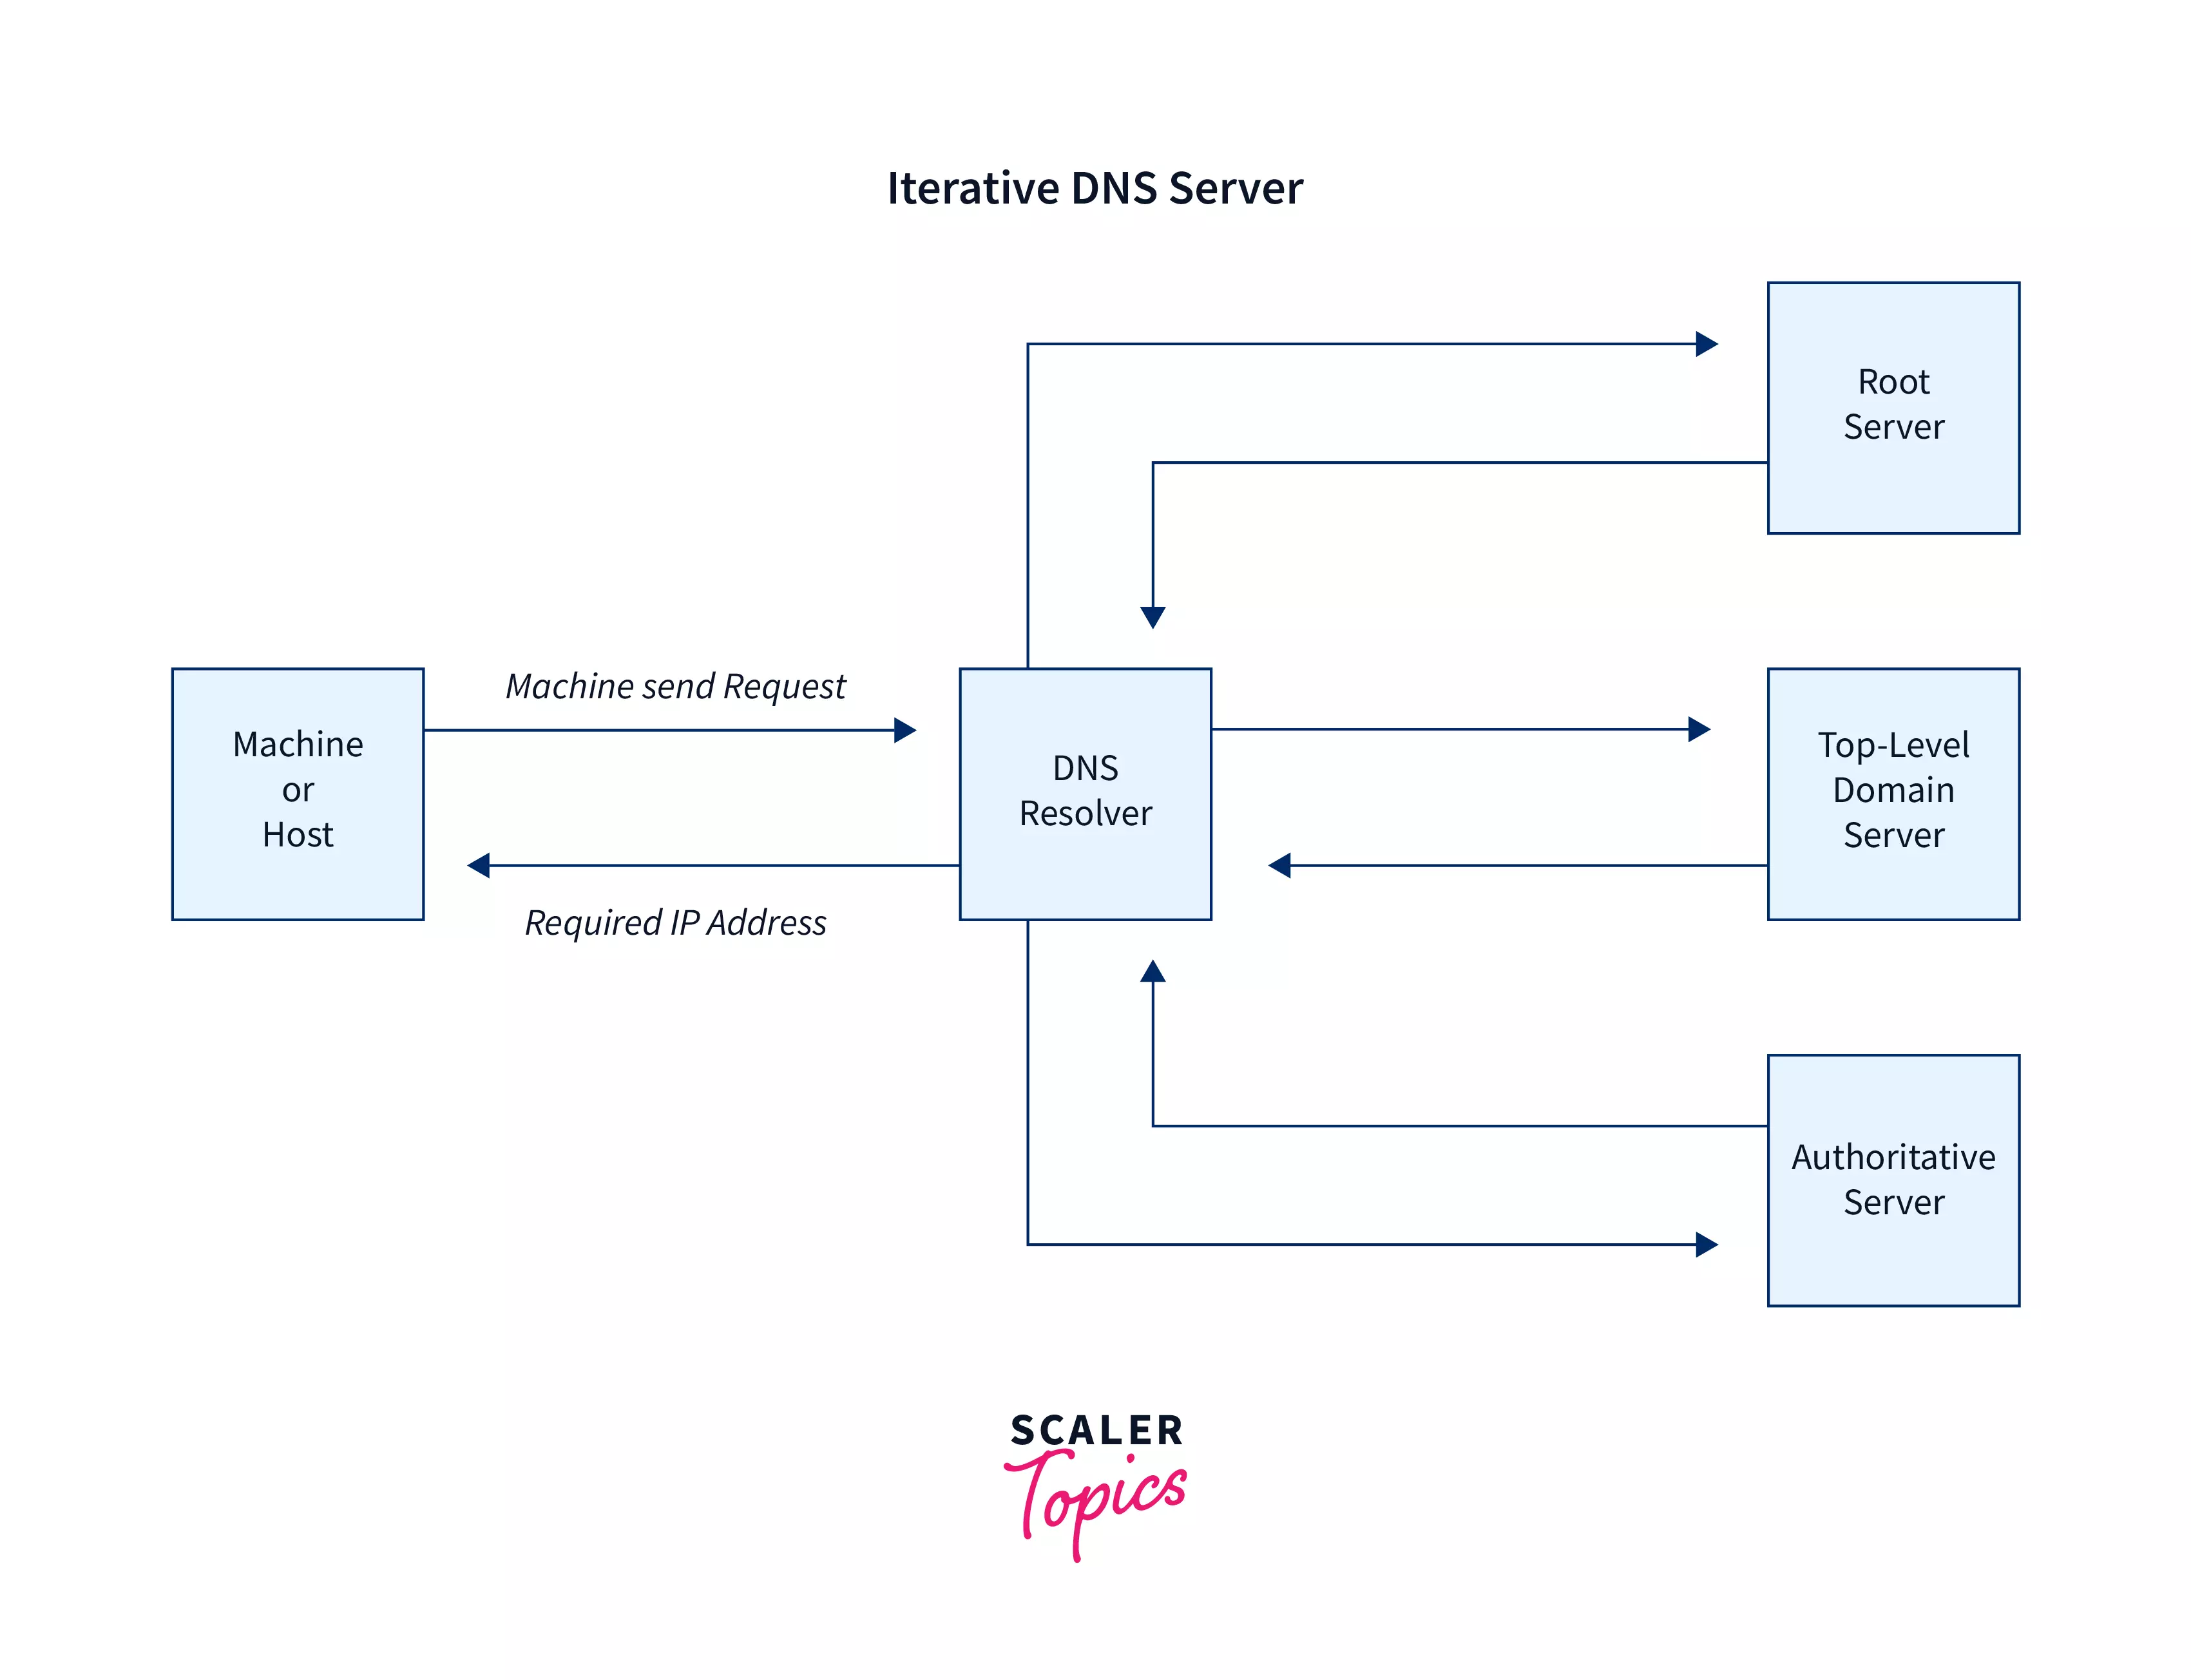 Iterative DNS Server
Root
Server
Machine send Request
Machine
or
Host
DNS
Resolver
Top-Level
Domain
Server
Required IP Address
Authoritative
Server
SCALER
Topics